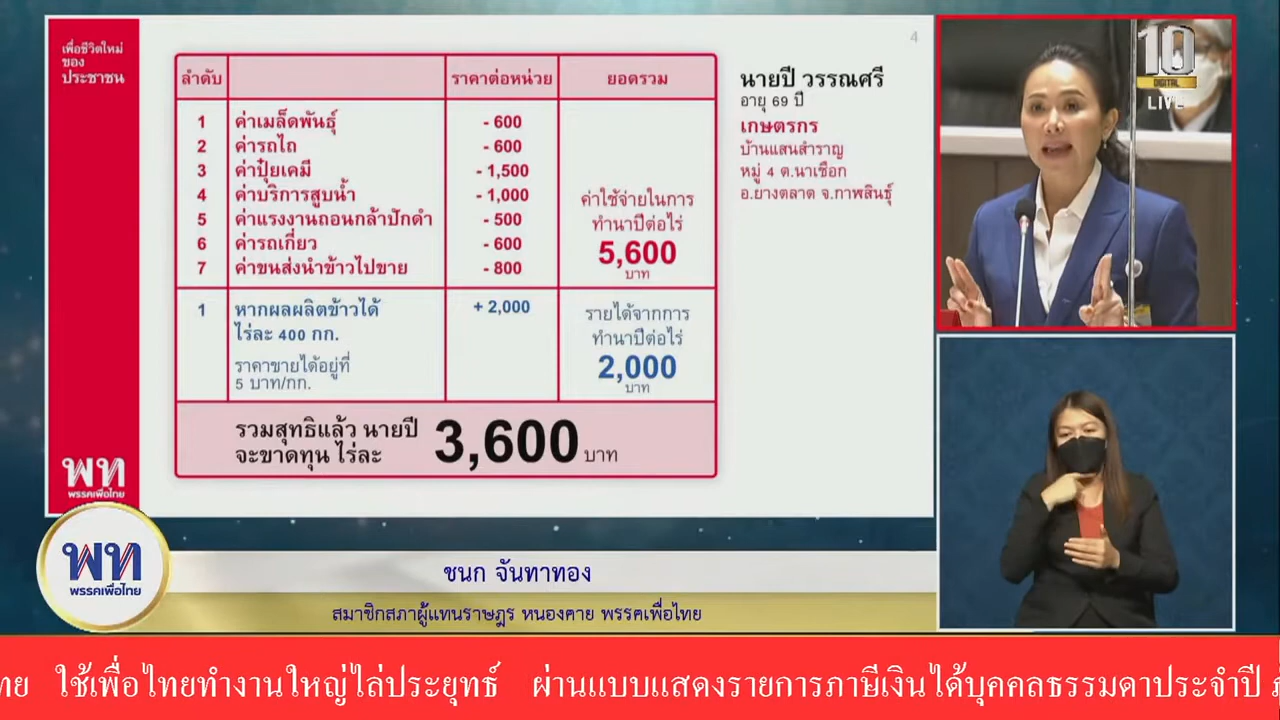 เพื่อชีวิตใหม่
ของ
ประชาชน
4
ลำดับ ราคาต่อหน่วย ยอดรวม
1 ค่าเมล็ดพันธุ์ - 600
2 ค่ารถไถ - 600
3 ค่าปุ๋ยเคมี - 1,500
4 ค่าบริการสูบน้ำ - 1,000
5 ค่าแรงงานถอนกล้าปักดำ - 500
6 ค่ารถเกี่ยว - 600
7 ค่าขนส่งนำข้าวไปขาย - 800
ค่าใช้จ่ายในการ
ทำนาปีต่อไร่
5,600
บาท
1 หากผลผลิตข้าวได้ + 2,000
ไร่ละ 400 กก.
ราคาขายได้อยู่ที่
5 บาท/กก.
รายได้จากการ
ทำนาปีต่อไร่
2,000
บาท
รวมสุทธิแล้ว นายปี
จะขาดทุน ไร่ละ 3,600 บาท
นายปี วรรณศรี
อายุ 69 ปี
เกษตรกร
บ้านแสนสำราญ
หมู่ 4 ต.นาเชือก
อ.ยางตลาด จ.กาฬสินธุ์
10
DIGITAL
LIVE
พท
พรรคเพื่อไทย
พท
พรรคเพื่อไทย
ชนก จันทาทอง
สมาชิกสภาผู้แทนราษฎร หนองคาย พรรคเพื่อไทย
ทย ใช้เพื่อไทยทำงานใหญ่ไล่ประยุทธ์ ผ่านแบบแสดงรายการภาษีเงินได้บุคคลธรรมดาประจำปี